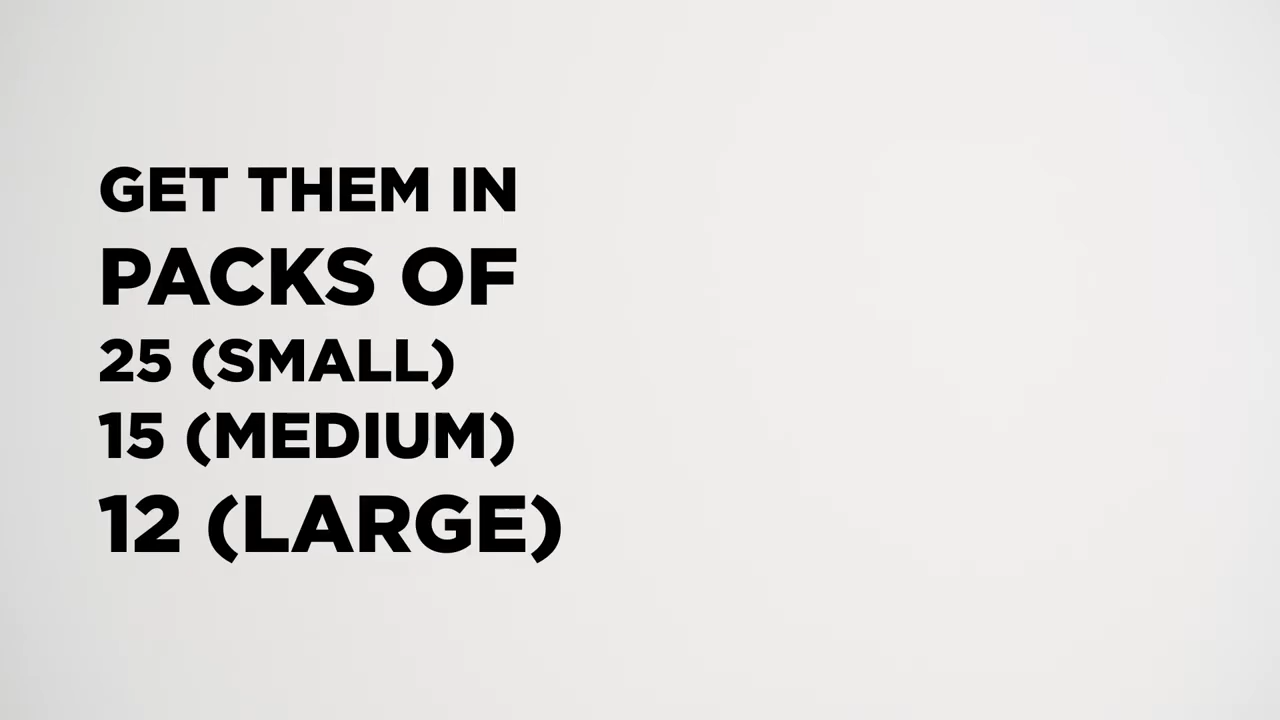 GET THEM IN
PACKS OF
25 (SMALL)
15 (MEDIUM)
12 (LARGE)